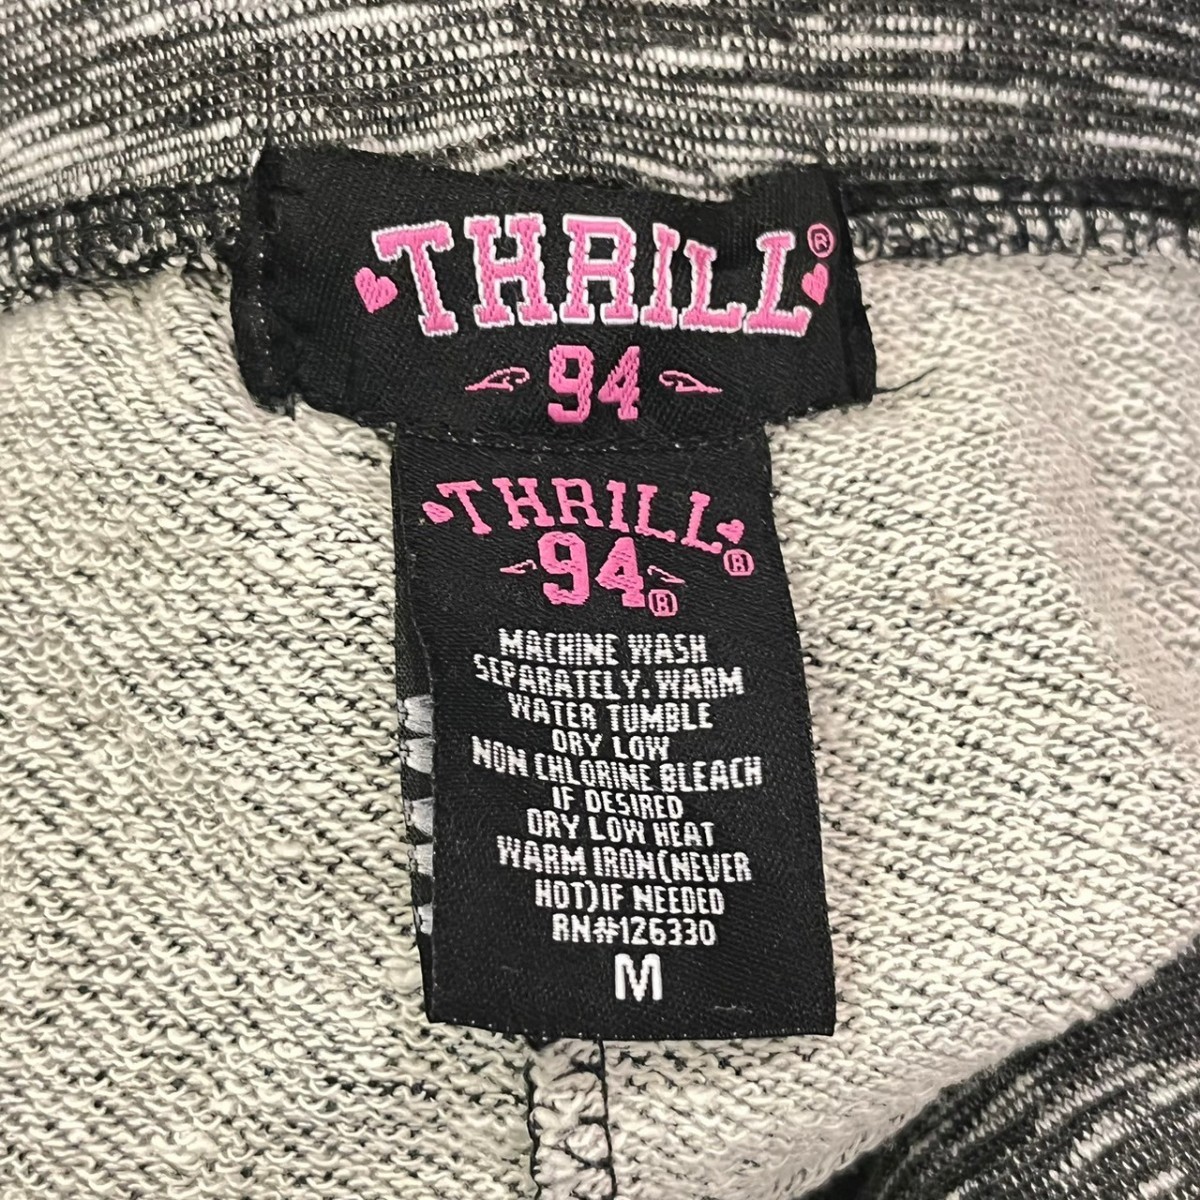 THRILL®
94
THRILL®
94®
MACHINE WASH
SEPARATELY. WARM
WATER TUMBLE
DRY LOW
NON CHLORINE BLEACH
IF DESIRED
DRY LOW HEAT
WARM IRON(NEVER
HOT)IF NEEDED
RN#126330
M